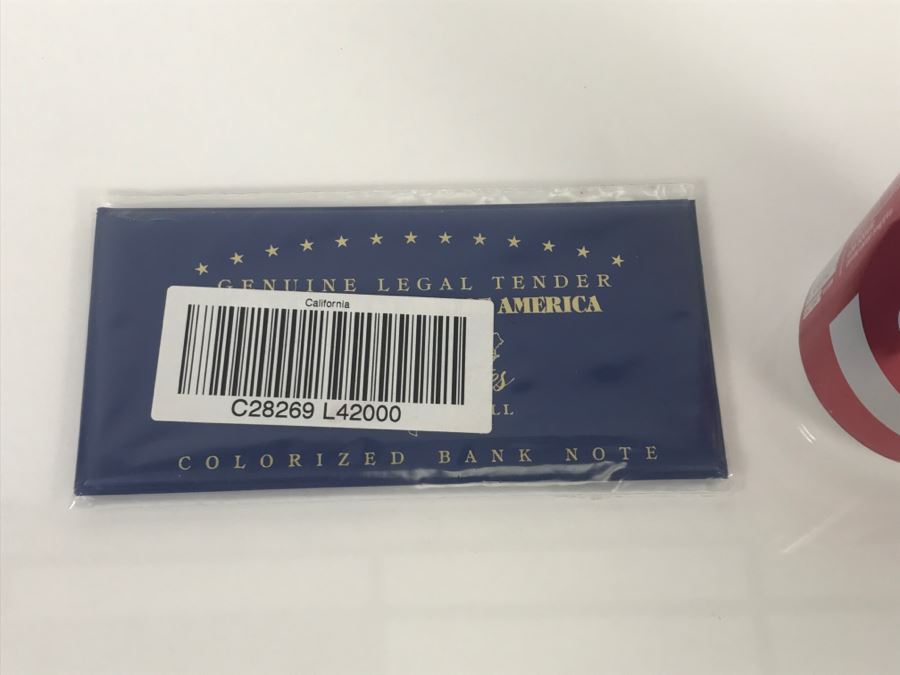 GENUINE LEGAL TENDER
AMERICA
California
C28269 L42000
COLORIZED BANK NOTE